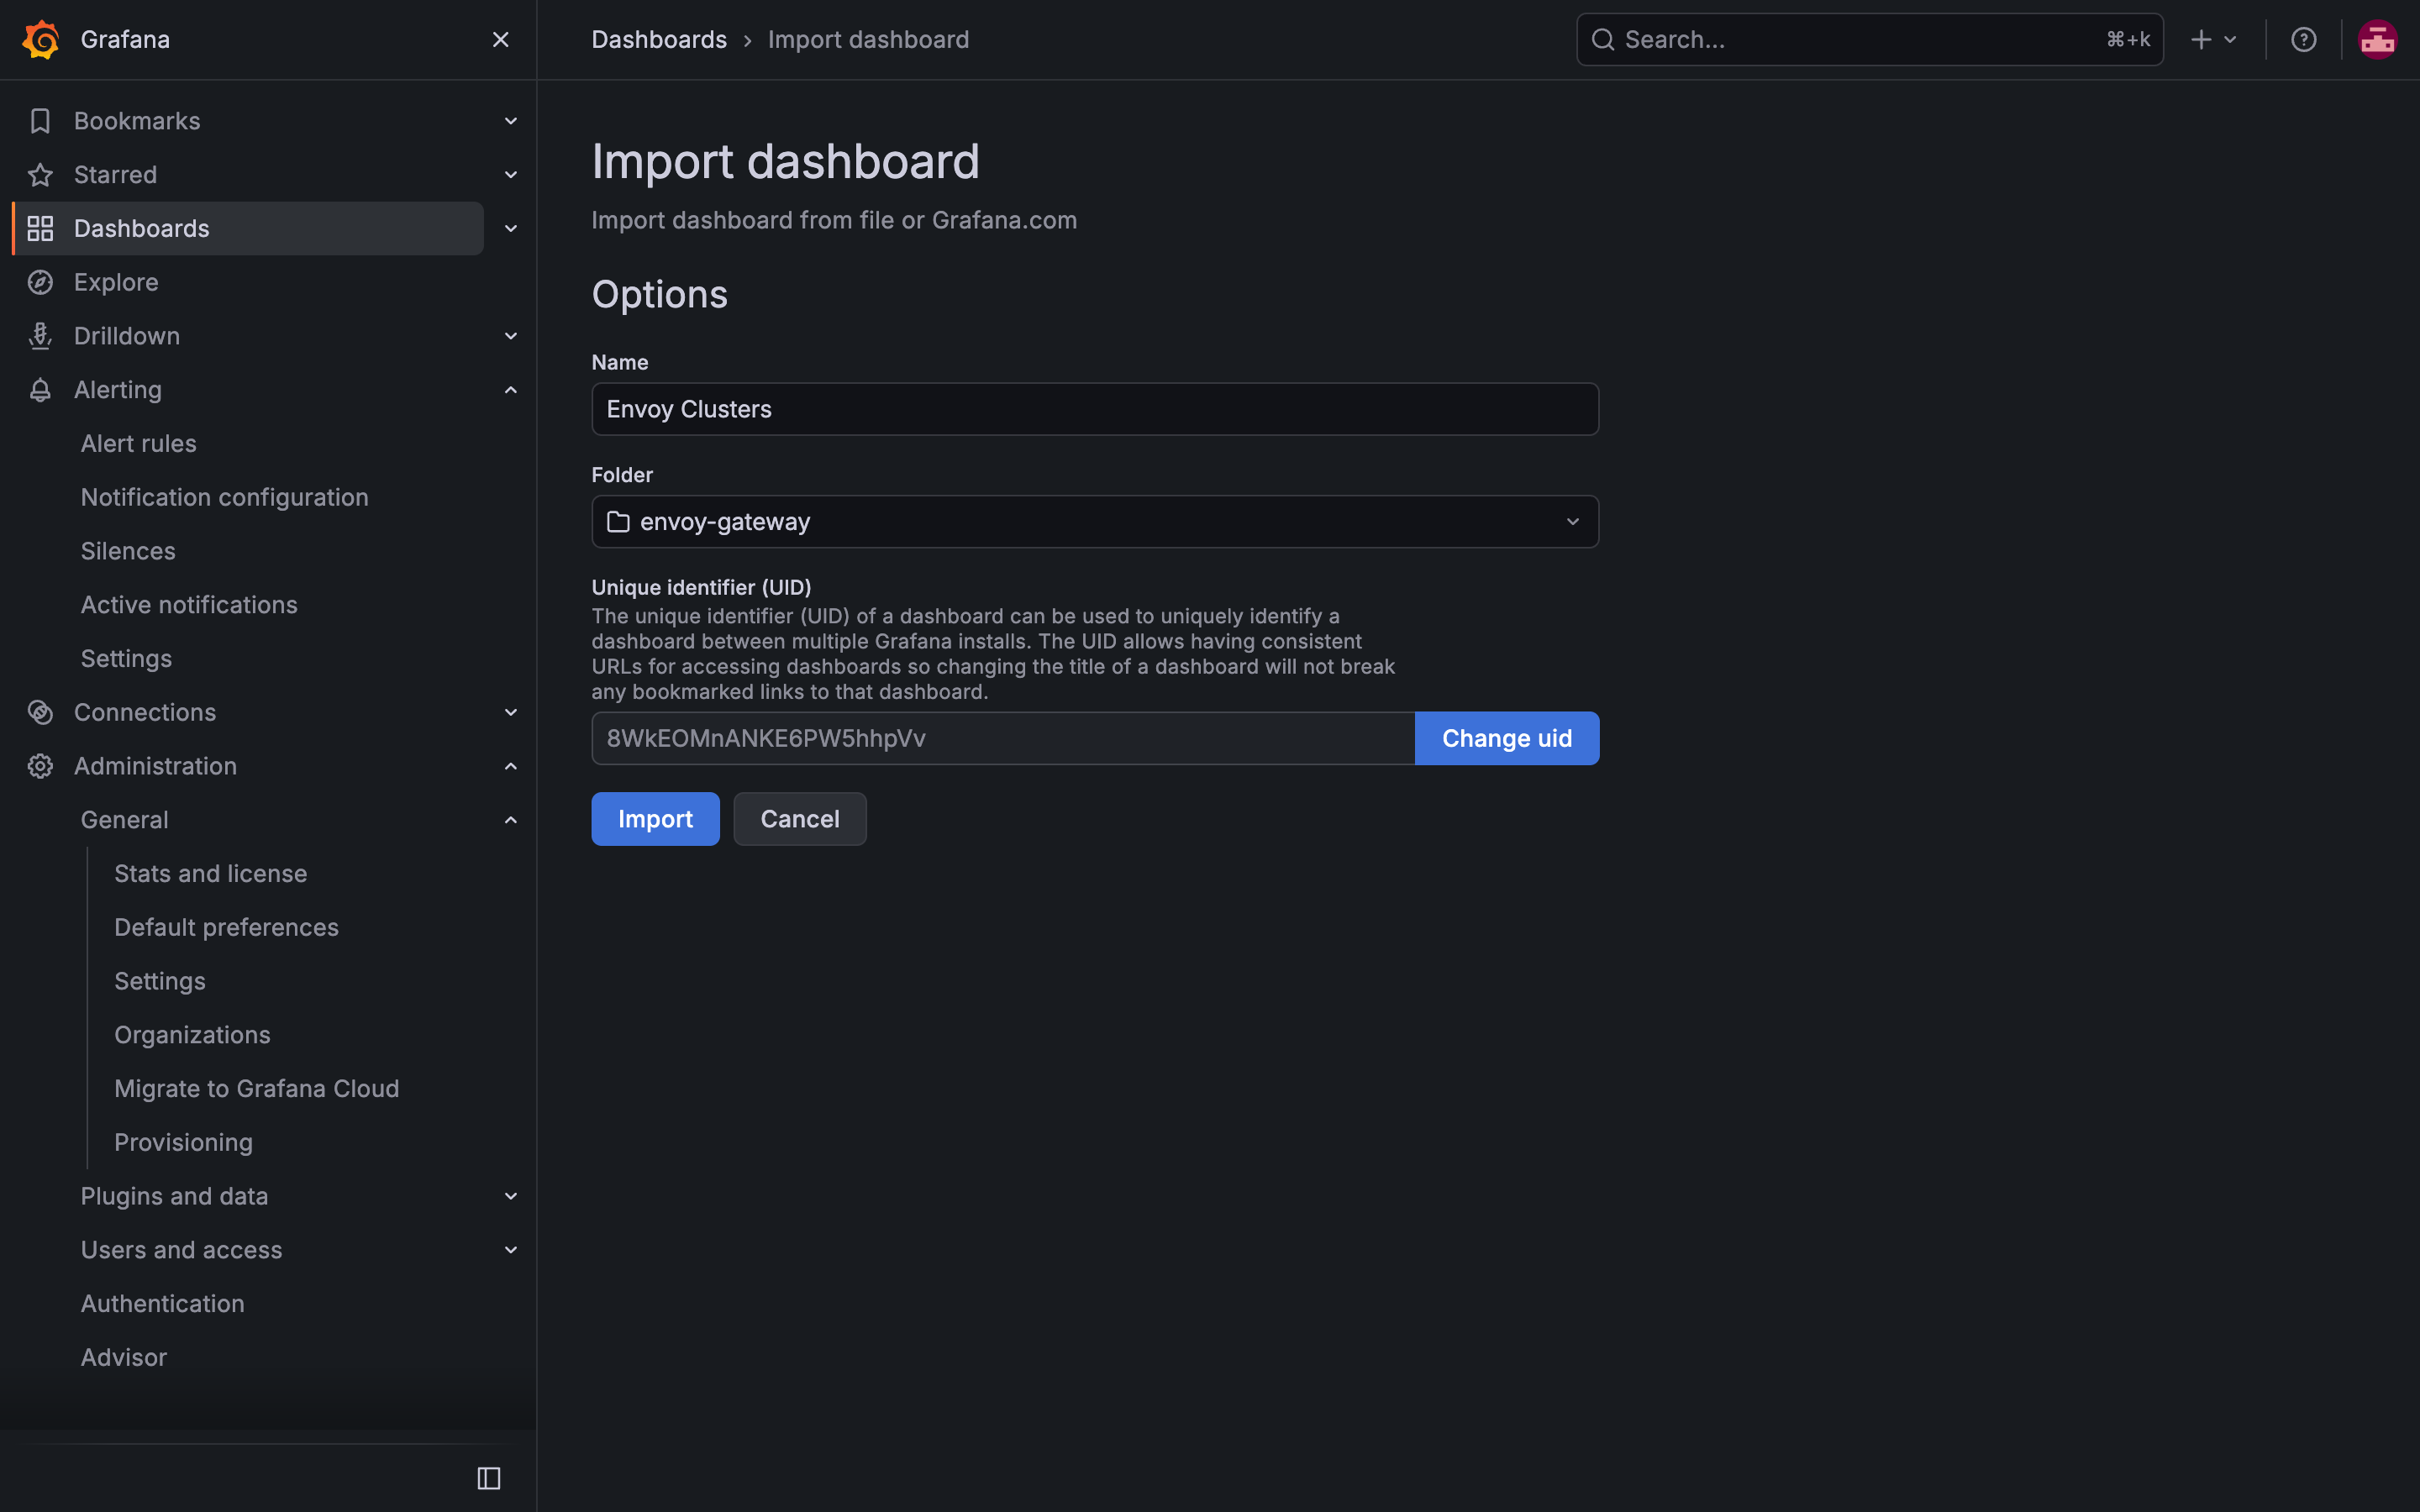 Grafana
Dashboards › Import dashboard
Search...
⌘+k
Bookmarks
Starred
Dashboards
Explore
Drilldown
Alerting
Alert rules
Notification configuration
Silences
Active notifications
Settings
Connections
Administration
General
Stats and license
Default preferences
Settings
Organizations
Migrate to Grafana Cloud
Provisioning
Plugins and data
Users and access
Authentication
Advisor
Import dashboard
Import dashboard from file or Grafana.com
Options
Name
Envoy Clusters
Folder
envoy-gateway
Unique identifier (UID)
The unique identifier (UID) of a dashboard can be used to uniquely identify a
dashboard between multiple Grafana installs. The UID allows having consistent
URLs for accessing dashboards so changing the title of a dashboard will not break
any bookmarked links to that dashboard.
8WkEOMnANKE6PW5hhpVv
Change uid
Import
Cancel